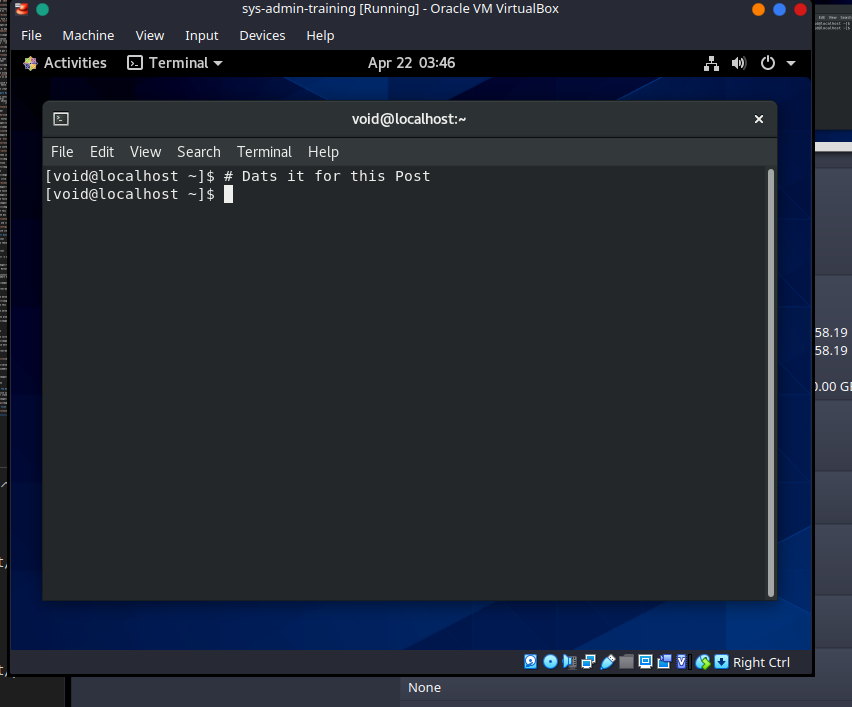 sys-admin-training [Running] - Oracle VM VirtualBox
File Machine View Input Devices Help
Activities Terminal Apr 22 03:46
void@localhost:~
File Edit View Search Terminal Help
[void@localhost ~]$ # Dats it for this Post
[void@localhost ~]$
58.19
58.19
0.00 GB
Right Ctrl
None